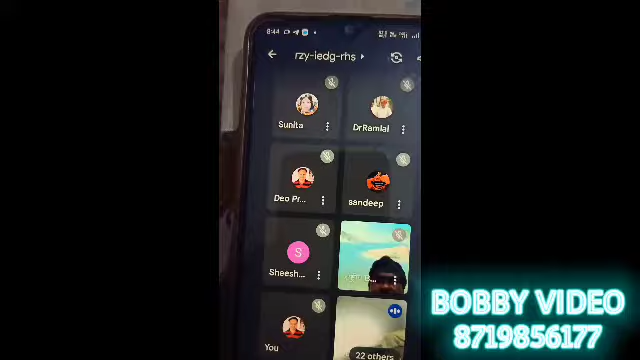 8:44
rzy-iedg-rhs
Sunita
DrRamlal
Deo Pr...
sandeep
Sheesh...
S
You
22 others
BOBBY VIDEO
8719856177